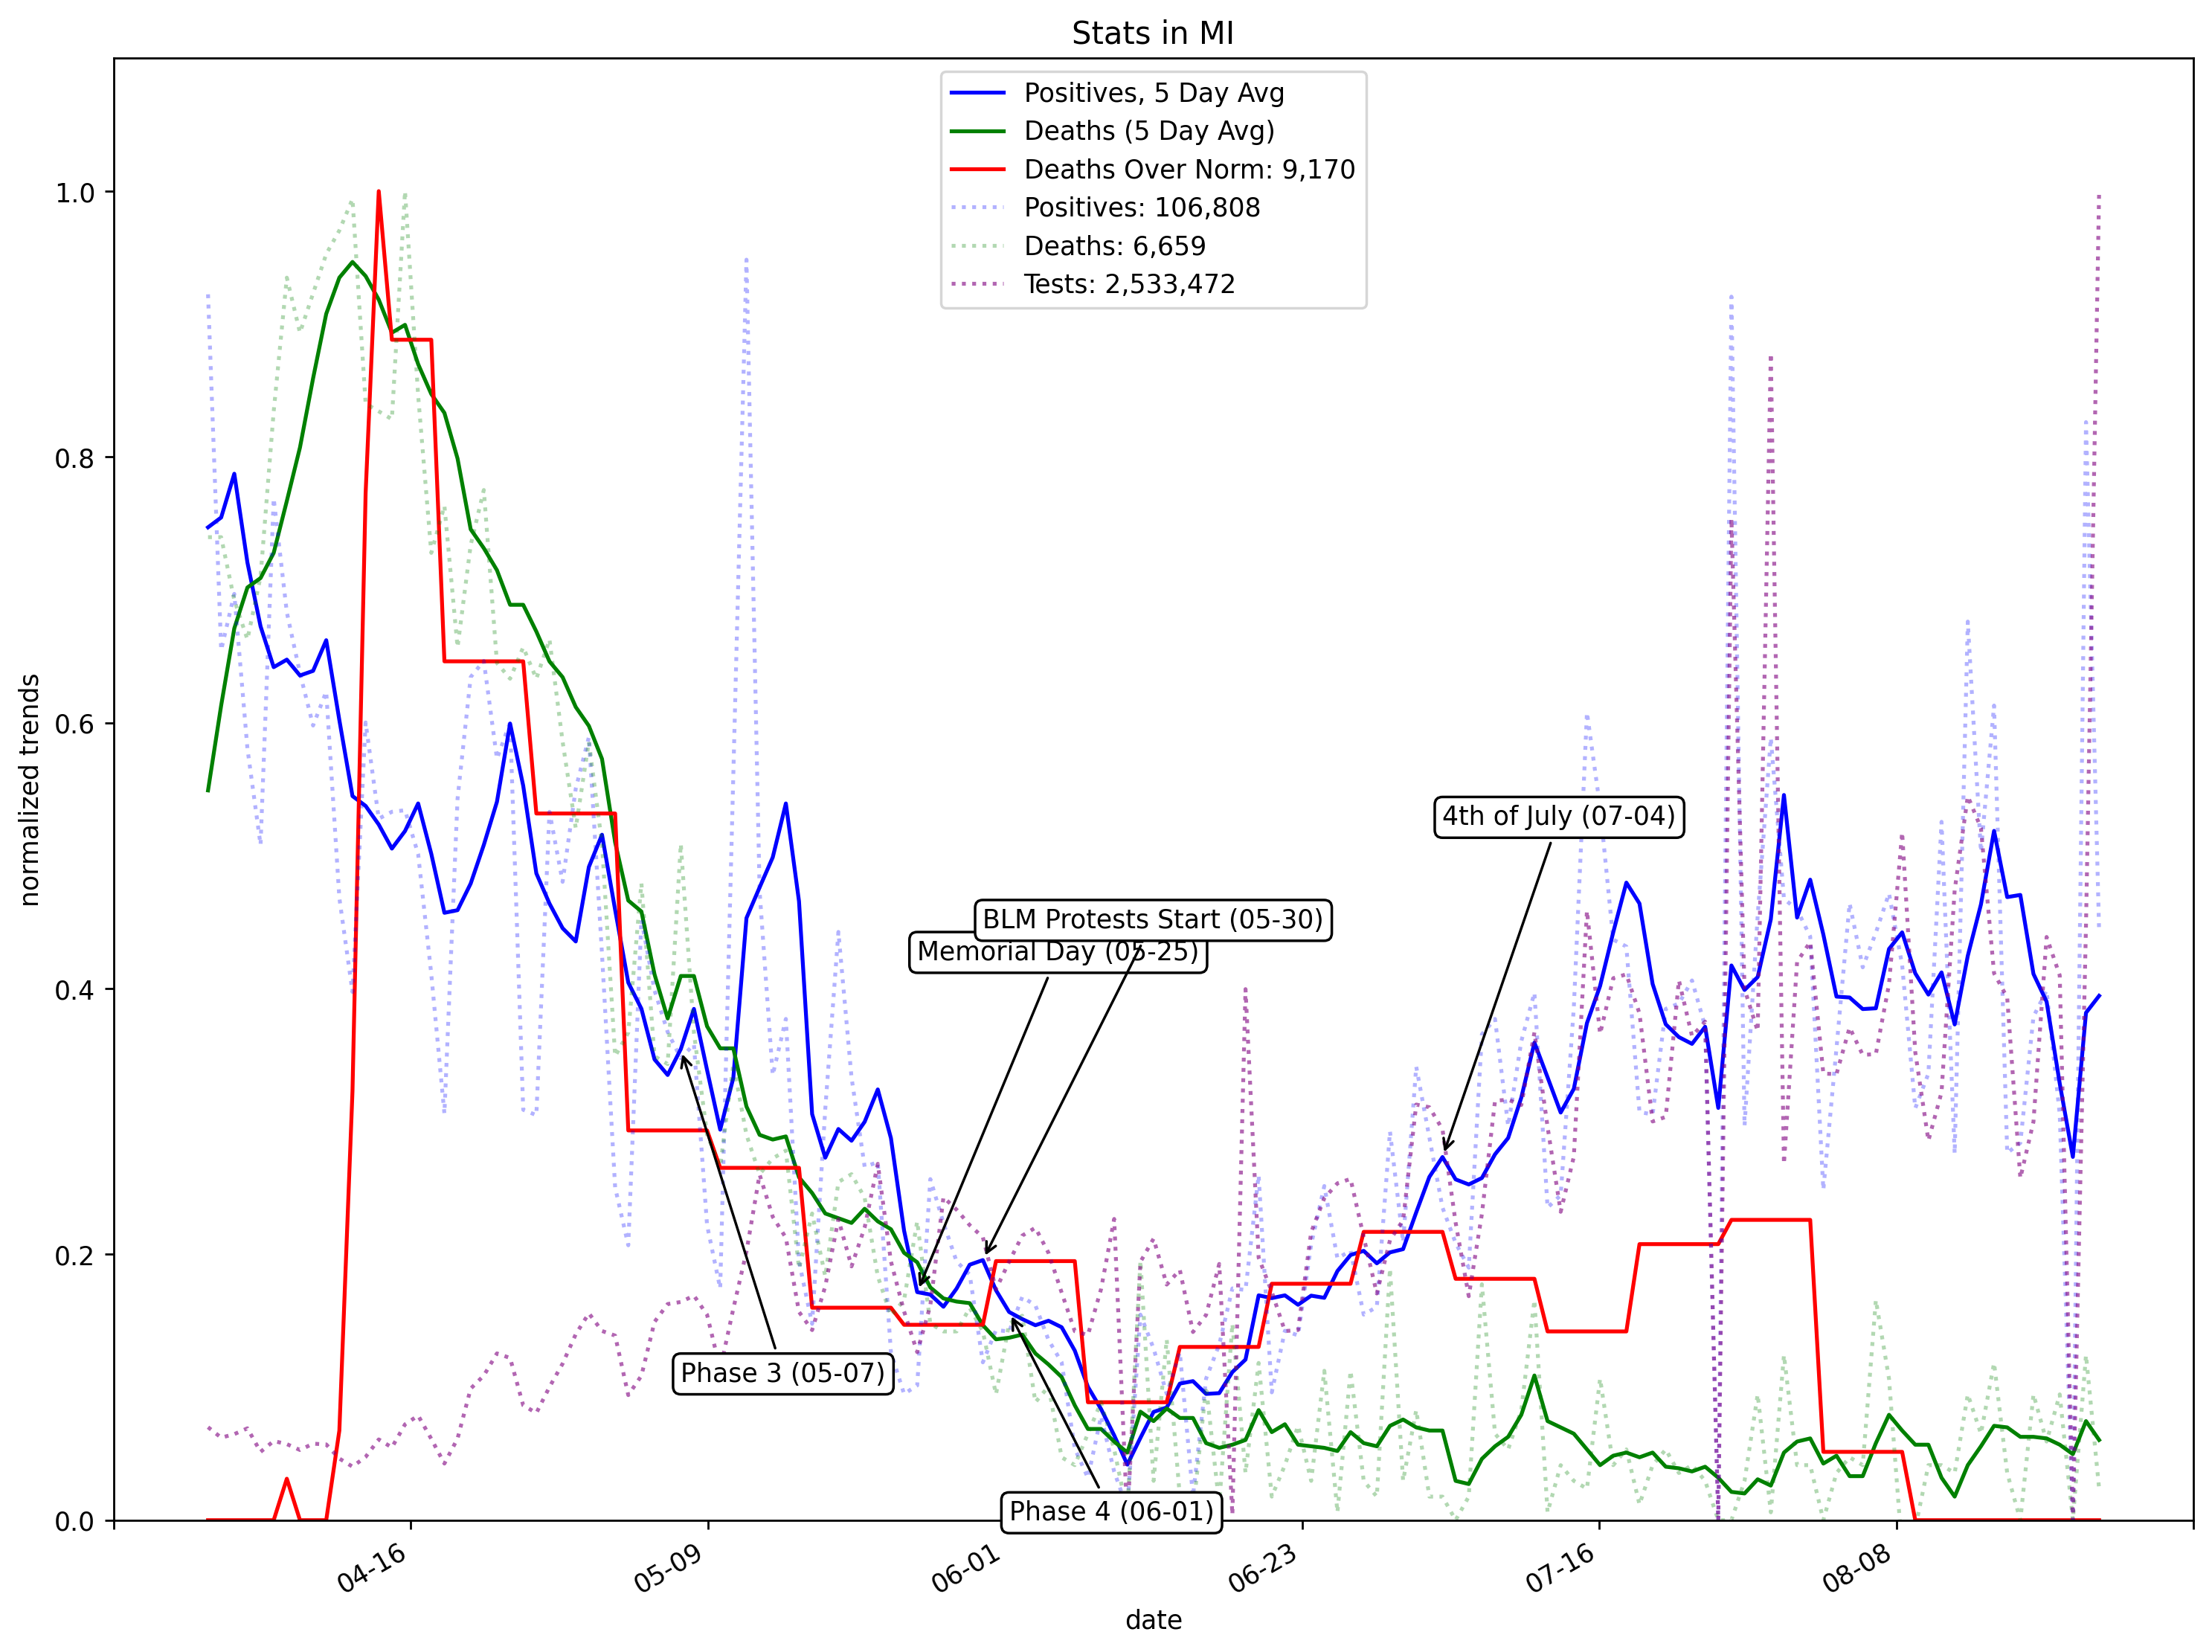 Stats in MI
Positives, 5 Day Avg
Deaths (5 Day Avg)
Deaths Over Norm: 9,170
Positives: 106,808
Deaths: 6,659
Tests: 2,533,472
1.0
0.8
0.6
0.4
0.2
0.0
normalized trends
4th of July (07-04)
BLM Protests Start (05-30)
Memorial Day (05-25)
Phase 3 (05-07)
Phase 4 (06-01)
04-16
05-09
06-01
06-23
07-16
08-08
date